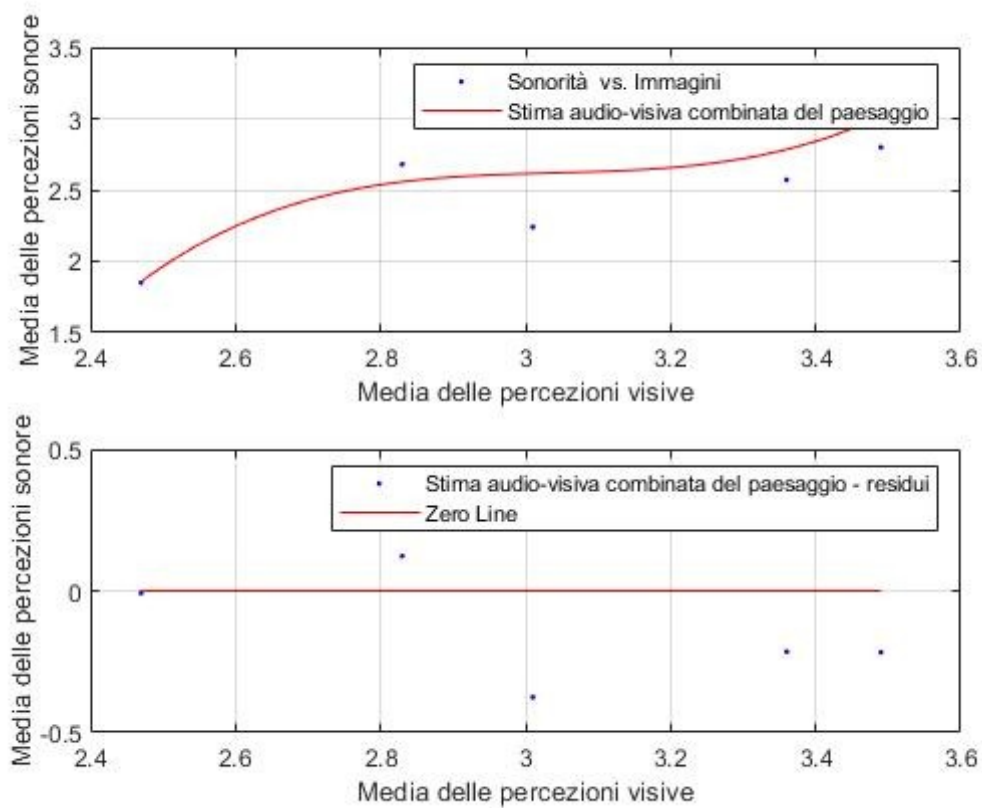 3.5
3
2.5
2
1.5
Media delle percezioni sonore
Sonorità vs. Immagini
Stima audio-visiva combinata del paesaggio
2.4 2.6 2.8 3 3.2 3.4 3.6
Media delle percezioni visive
0.5
0
-0.5
Media delle percezioni sonore
Stima audio-visiva combinata del paesaggio - residui
Zero Line
2.4 2.6 2.8 3 3.2 3.4 3.6
Media delle percezioni visive